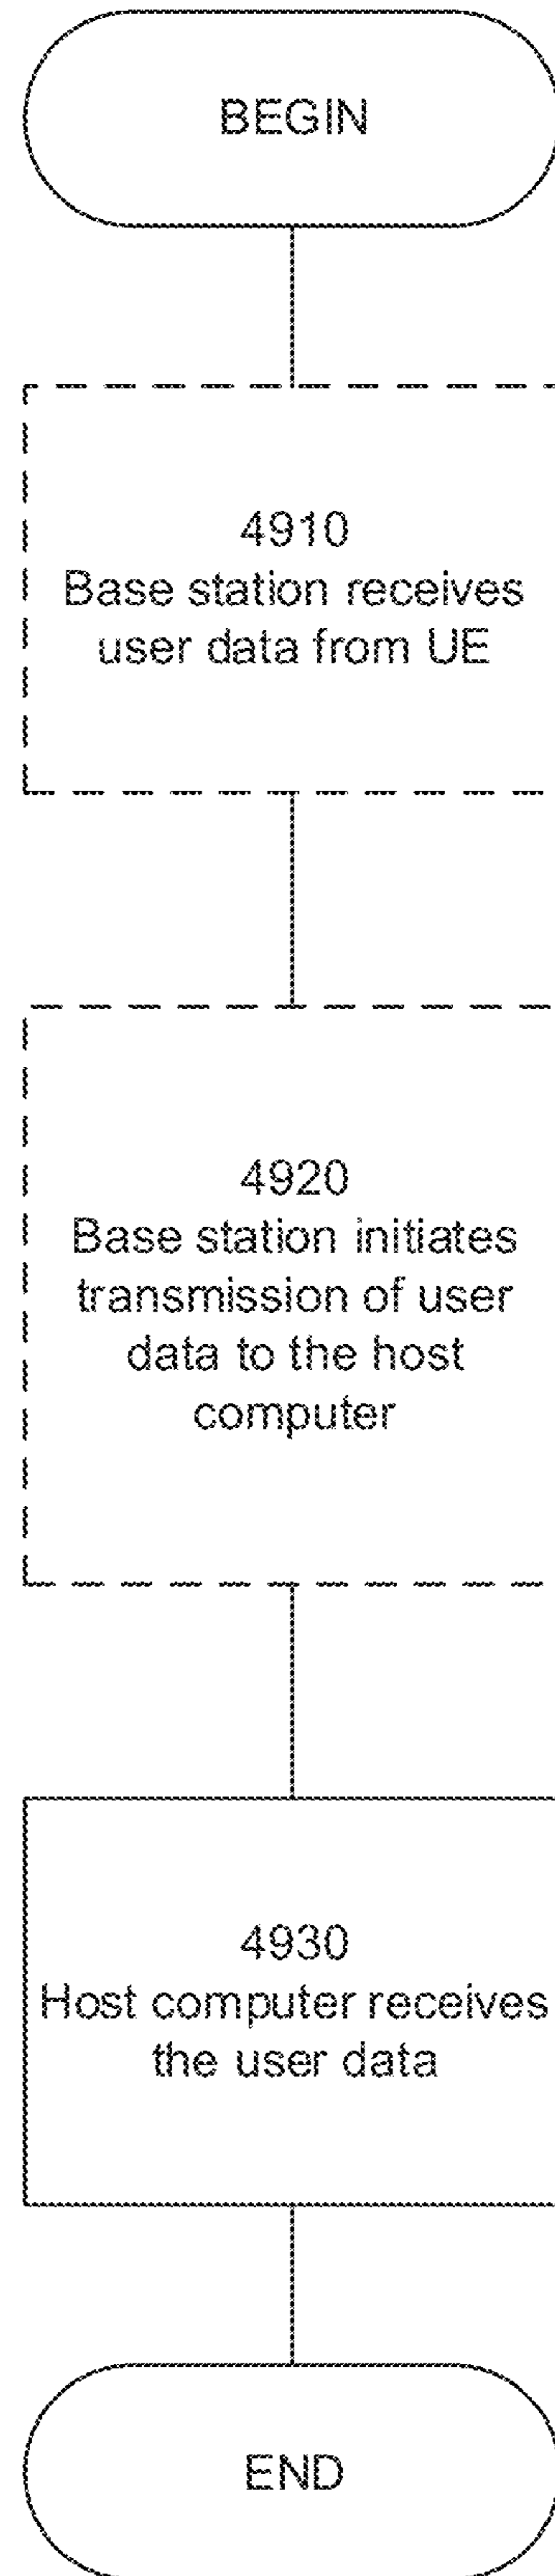 BEGIN
4910
Base station receives
user data from UE
4920
Base station initiates
transmission of user
data to the host
computer
4930
Host computer receives
the user data
END